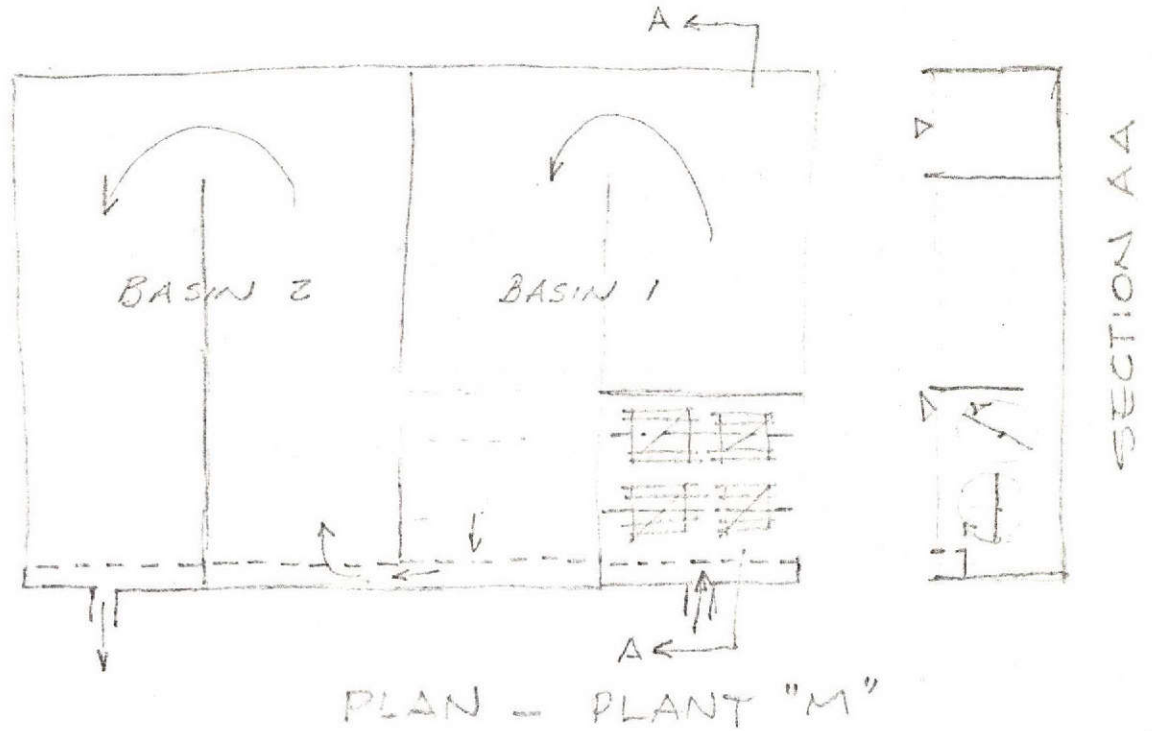 A
BASIN 2
BASIN 1
SECTION AA
A
PLAN - PLANT "M"